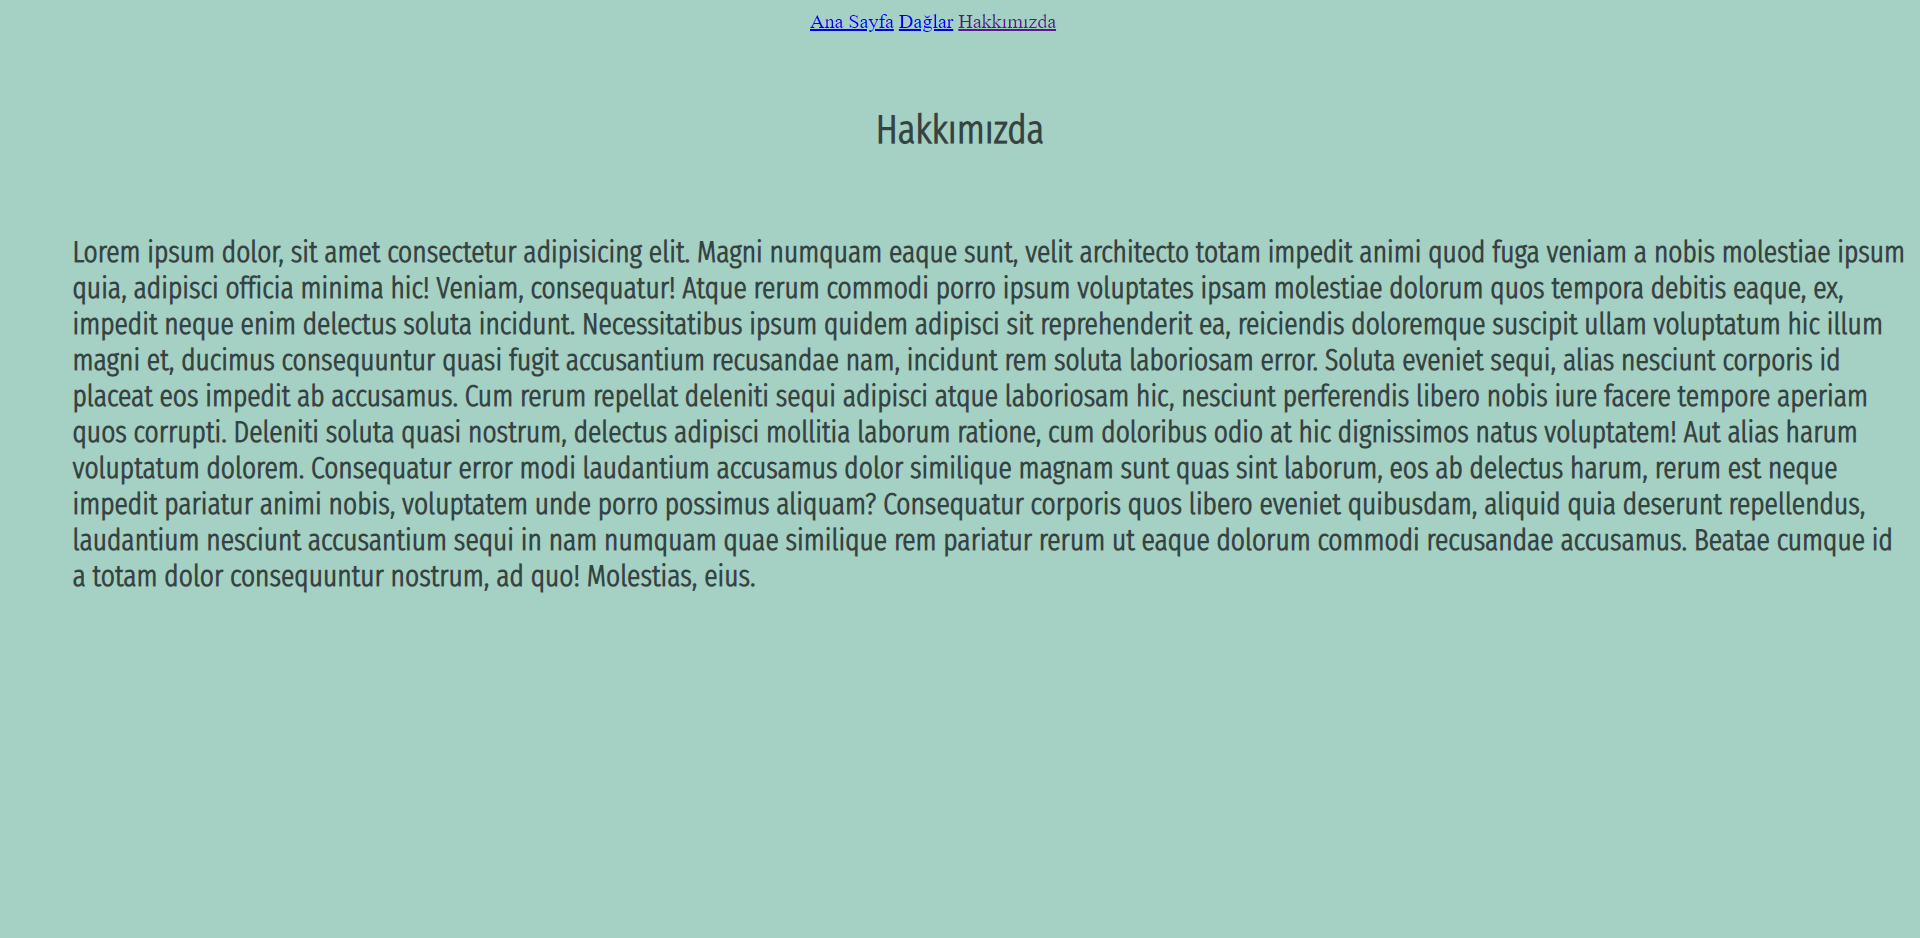 Ana Sayfa Dağlar Hakkımızda
Hakkımızda
Lorem ipsum dolor, sit amet consectetur adipisicing elit. Magni numquam eaque sunt, velit architecto totam impedit animi quod fuga veniam a nobis molestiae ipsum
quia, adipisci officia minima hic! Veniam, consequatur! Atque rerum commodi porro ipsum voluptates ipsam molestiae dolorum quos tempora debitis eaque, ex,
impedit neque enim delectus soluta incidunt. Necessitatibus ipsum quidem adipisci sit reprehenderit ea, reiciendis doloremque suscipit ullam voluptatum hic illum
magni et, ducimus consequuntur quasi fugit accusantium recusandae nam, incidunt rem soluta laboriosam error. Soluta eveniet sequi, alias nesciunt corporis id
placeat eos impedit ab accusamus. Cum rerum repellat deleniti sequi adipisci atque laboriosam hic, nesciunt perferendis libero nobis iure facere tempore aperiam
quos corrupti. Deleniti soluta quasi nostrum, delectus adipisci mollitia laborum ratione, cum doloribus odio at hic dignissimos natus voluptatem! Aut alias harum
voluptatum dolorem. Consequatur error modi laudantium accusamus dolor similique magnam sunt quas sint laborum, eos ab delectus harum, rerum est neque
impedit pariatur animi nobis, voluptatem unde porro possimus aliquam? Consequatur corporis quos libero eveniet quibusdam, aliquid quia deserunt repellendus,
laudantium nesciunt accusantium sequi in nam numquam quae similique rem pariatur rerum ut eaque dolorum commodi recusandae accusamus. Beatae cumque id
a totam dolor consequuntur nostrum, ad quo! Molestias, eius.